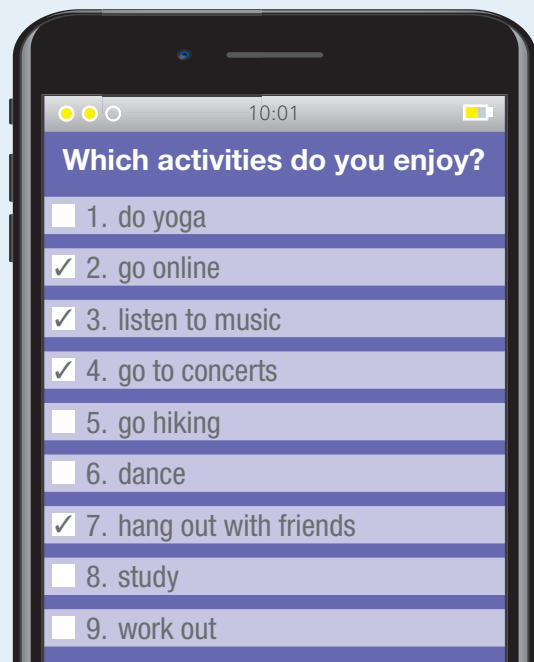 10:01
Which activities do you enjoy?
1. do yoga
✓ 2. go online
✓ 3. listen to music
✓ 4. go to concerts
5. go hiking
6. dance
✓ 7. hang out with friends
8. study
9. work out